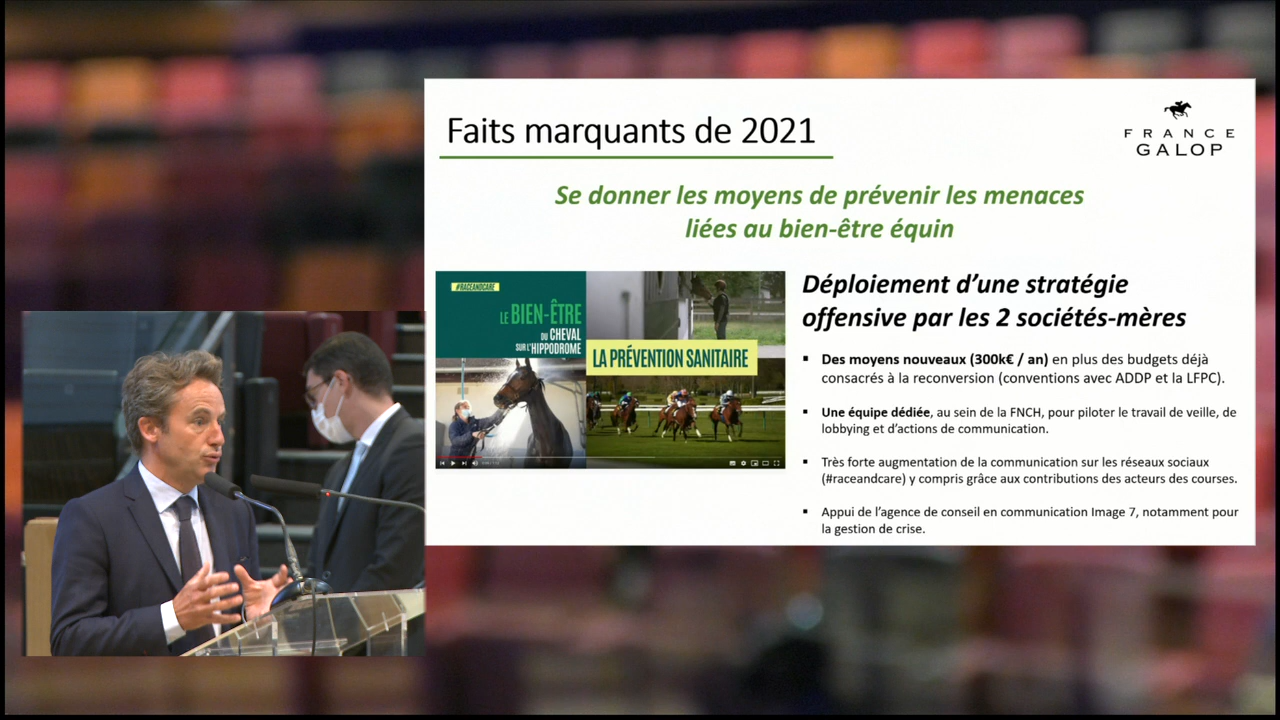 Faits marquants de 2021
FRANCE
GALOP
Se donner les moyens de prévenir les menaces
liées au bien-être équin
#RACEANDCARE
LE BIEN-ÊTRE
DU CHEVAL
SUR L'HIPPODROME
LA PRÉVENTION SANITAIRE
Déploiement d’une stratégie
offensive par les 2 sociétés-mères
▪ Des moyens nouveaux (300k€ / an) en plus des budgets déjà
consacrés à la reconversion (conventions avec ADDP et la LFPC).
▪ Une équipe dédiée, au sein de la FNCH, pour piloter le travail de veille, de
lobbying et d’actions de communication.
▪ Très forte augmentation de la communication sur les réseaux sociaux
(#raceandcare) y compris grâce aux contributions des acteurs des courses.
▪ Appui de l’agence de conseil en communication Image 7, notamment pour
la gestion de crise.